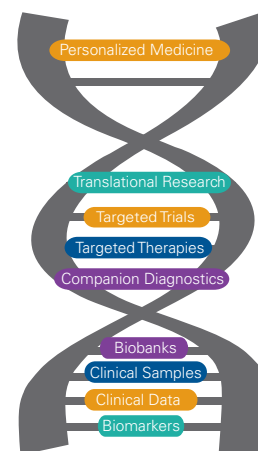 Personalized Medicine
Translational Research
Targeted Trials
Targeted Therapies
Companion Diagnostics
Biobanks
Clinical Samples
Clinical Data
Biomarkers